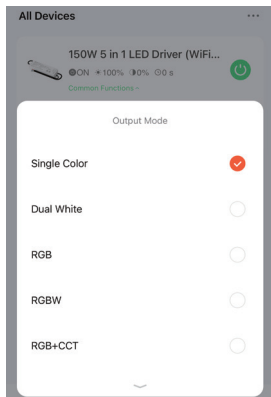 All Devices
150W 5 in 1 LED Driver (WiFi...
ON 100% 0% 0 s
Common Functions
Output Mode
Single Color
Dual White
RGB
RGBW
RGB+CCT